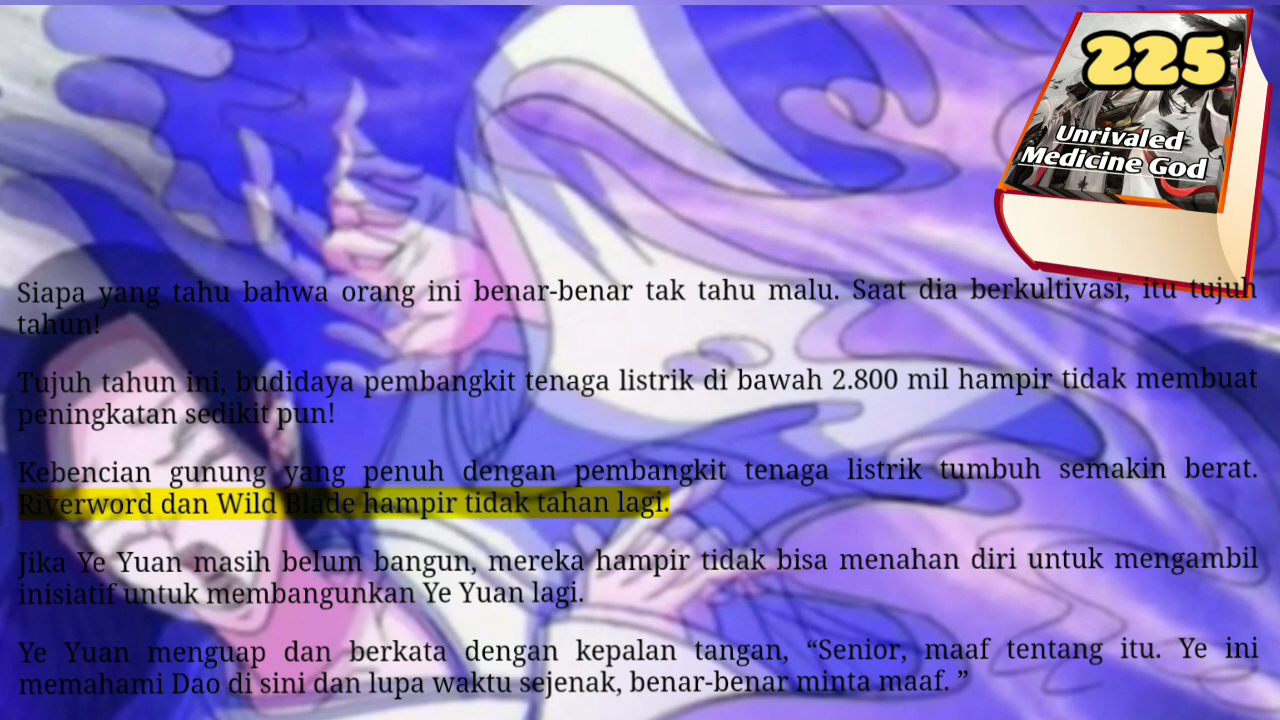 225
Unrivaled
Medicine God
Siapa yang tahu bahwa orang ini benar-benar tak tahu malu. Saat dia berkultivasi, itu tujuh
tahun!
Tujuh tahun ini, budidaya pembangkit tenaga listrik di bawah 2.800 mil hampir tidak membuat
peningkatan sedikit pun!
Kebencian gunung yang penuh dengan pembangkit tenaga listrik tumbuh semakin berat.
Riverword dan Wild Blade hampir tidak tahan lagi.
Jika Ye Yuan masih belum bangun, mereka hampir tidak bisa menahan diri untuk mengambil
inisiatif untuk membangunkan Ye Yuan lagi.
Ye Yuan menguap dan berkata dengan kepalan tangan, “Senior, maaf tentang itu. Ye ini
memahami Dao di sini dan lupa waktu sejenak, benar-benar minta maaf. ”